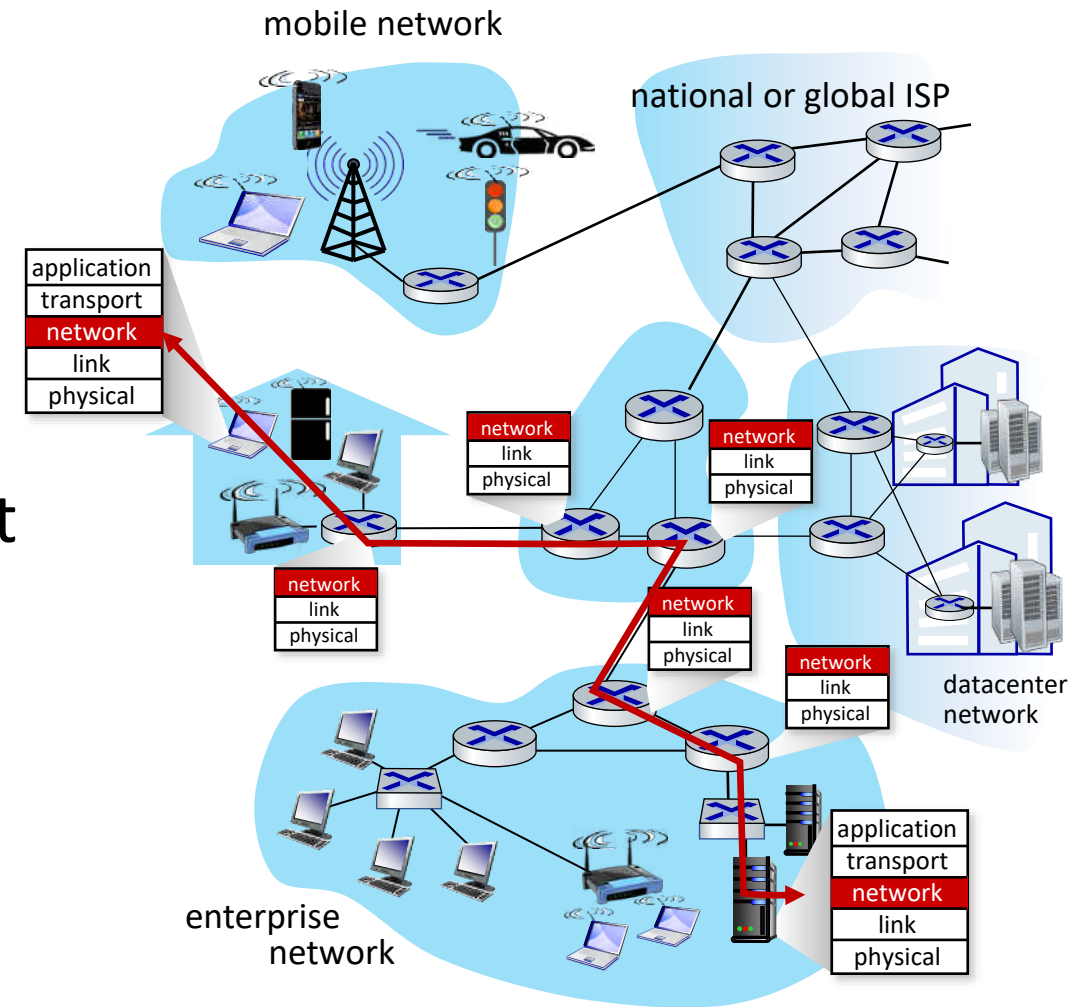 mobile network
national or global ISP
application
transport
network
link
physical
network
link
physical
network
link
physical
t
network
link
physical
network
link
physical
network
link
physical
datacenter
network
application
transport
network
link
physical
enterprise
network